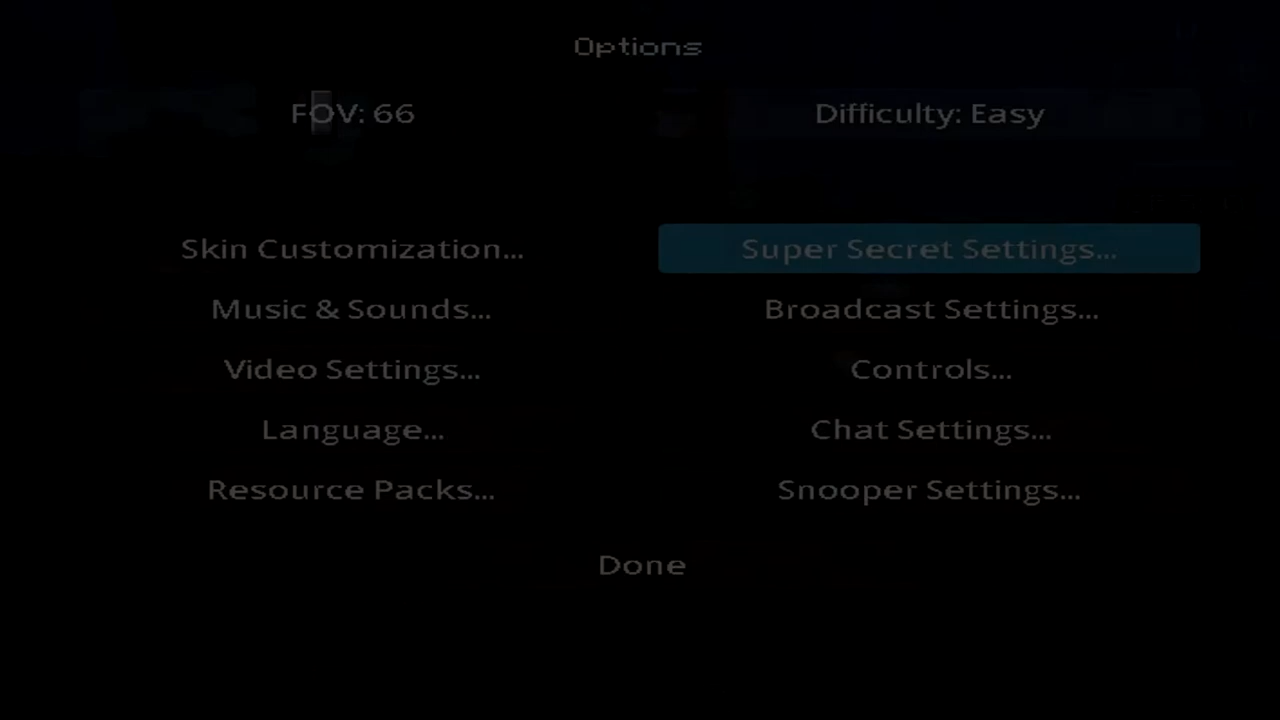 Options
FOV: 66
Difficulty: Easy
Skin Customization...
Super Secret Settings...
Music & Sounds...
Broadcast Settings...
Video Settings...
Controls...
Language...
Chat Settings...
Resource Packs...
Snooper Settings...
Done